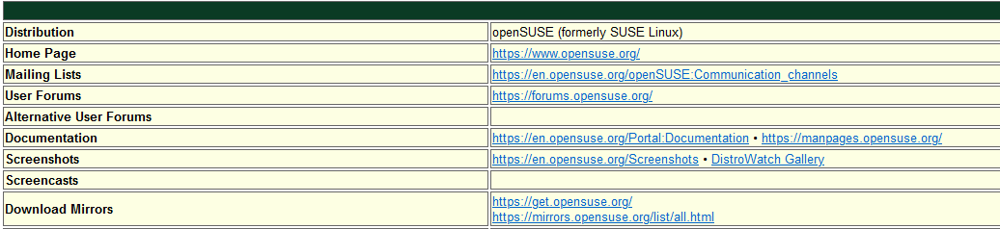 Distribution openSUSE (formerly SUSE Linux)
Home Page https://www.opensuse.org/
Mailing Lists https://en.opensuse.org/openSUSE:Communication_channels
User Forums https://forums.opensuse.org/
Alternative User Forums
Documentation https://en.opensuse.org/Portal:Documentation • https://manpages.opensuse.org/
Screenshots https://en.opensuse.org/Screenshots • DistroWatch Gallery
Screencasts
Download Mirrors https://get.opensuse.org/
https://mirrors.opensuse.org/list/all.html